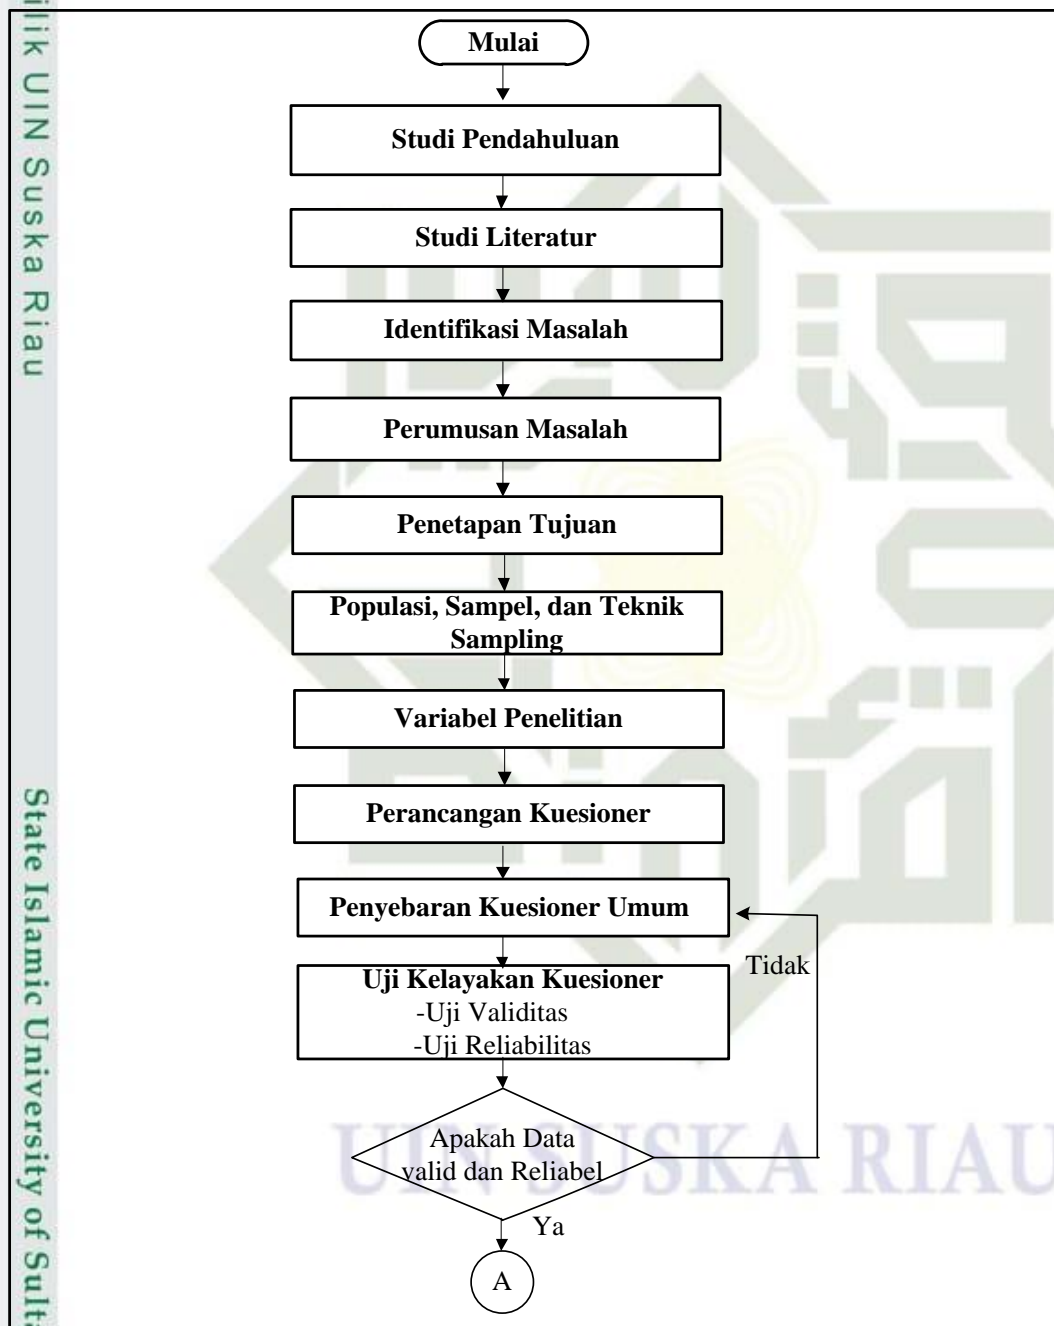 Mulai
Studi Pendahuluan
Studi Literatur
Identifikasi Masalah
Perumusan Masalah
Penetapan Tujuan
Populasi, Sampel, dan Teknik
Sampling
Variabel Penelitian
Perancangan Kuesioner
Penyebaran Kuesioner Umum
Tidak
Uji Kelayakan Kuesioner
-Uji Validitas
-Uji Reliabilitas
Apakah Data
valid dan Reliabel
Ya
A
UIN SUSKA RIAU
UIN Suska Riau
State Islamic University of